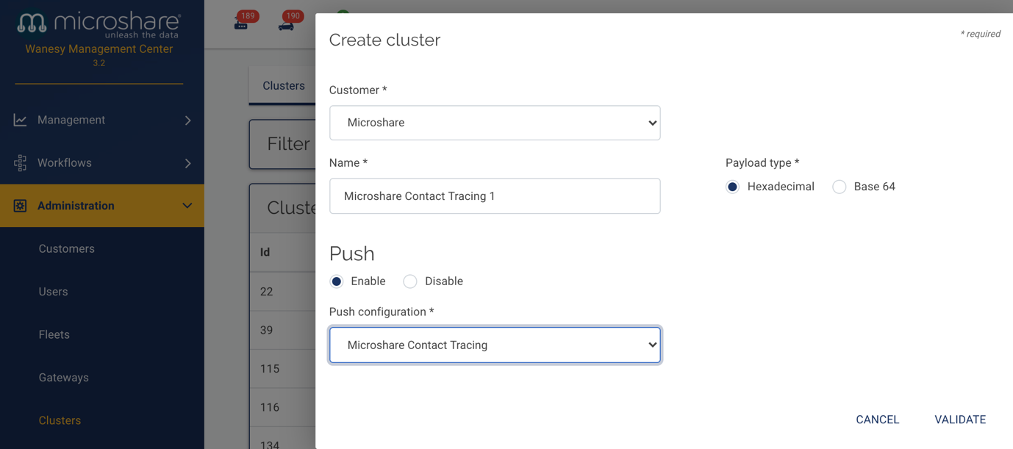 microshare®
unleash the data
Wanesy Management Center
3.2
Management
Workflows
Administration
Customers
Users
Fleets
Gateways
Clusters
189
190
Clusters
Filter
Cluste
Id
22
39
115
116
134
Create cluster
* required
Customer *
Microshare
Name *
Microshare Contact Tracing 1
Payload type *
Hexadecimal Base 64
Push
Enable Disable
Push configuration *
Microshare Contact Tracing
CANCEL VALIDATE